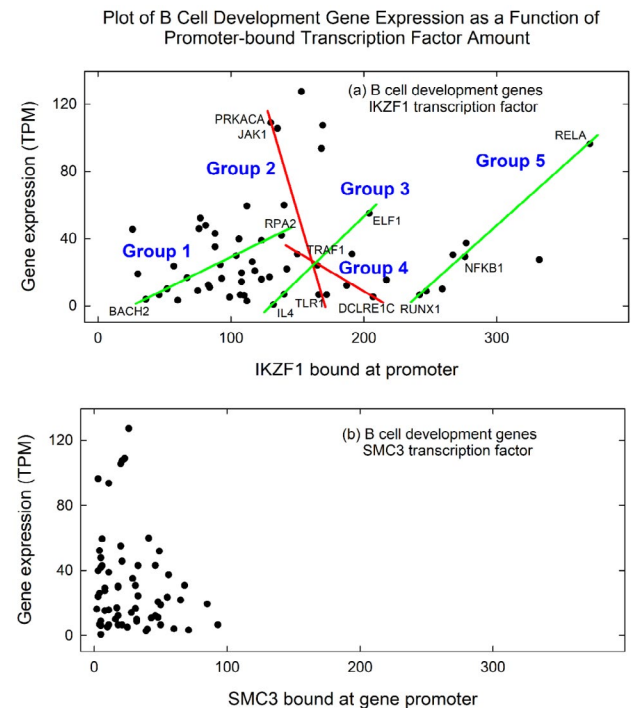 Plot of B Cell Development Gene Expression as a Function of
Promoter-bound Transcription Factor Amount
(a) B cell development genes
IKZF1 transcription factor
Gene expression (TPM)
120
80
40
0
PRKACA
JAK1
RELA
Group 2
Group 5
Group 3
RPA2
ELF1
Group 1
TRAF1
Group 4
NFKB1
BACH2
IL4
TLR1
DCLRE1C
RUNX1
0 100 200 300
IKZF1 bound at promoter
(b) B cell development genes
SMC3 transcription factor
Gene expression (TPM)
120
80
40
0
0 100 200 300
SMC3 bound at gene promoter